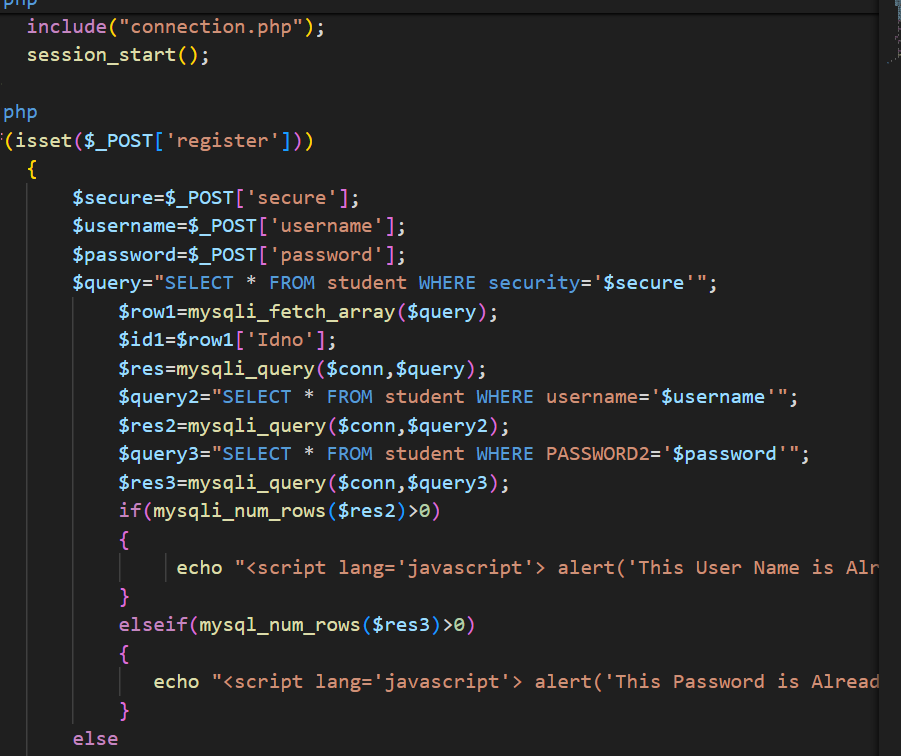 php
include("connection.php");
session_start();
php
(isset($_POST['register']))
{
$secure=$_POST['secure'];
$username=$_POST['username'];
$password=$_POST['password'];
$query="SELECT * FROM student WHERE security='$secure'";
$row1=mysqli_fetch_array($query);
$id1=$row1['Idno'];
$res=mysqli_query($conn,$query);
$query2="SELECT * FROM student WHERE username='$username'";
$res2=mysqli_query($conn,$query2);
$query3="SELECT * FROM student WHERE PASSWORD2='$password'";
$res3=mysqli_query($conn,$query3);
if(mysqli_num_rows($res2)>0)
{
echo "<script lang='javascript'> alert('This User Name is Alr
}
elseif(mysql_num_rows($res3)>0)
{
echo "<script lang='javascript'> alert('This Password is Alread
}
else